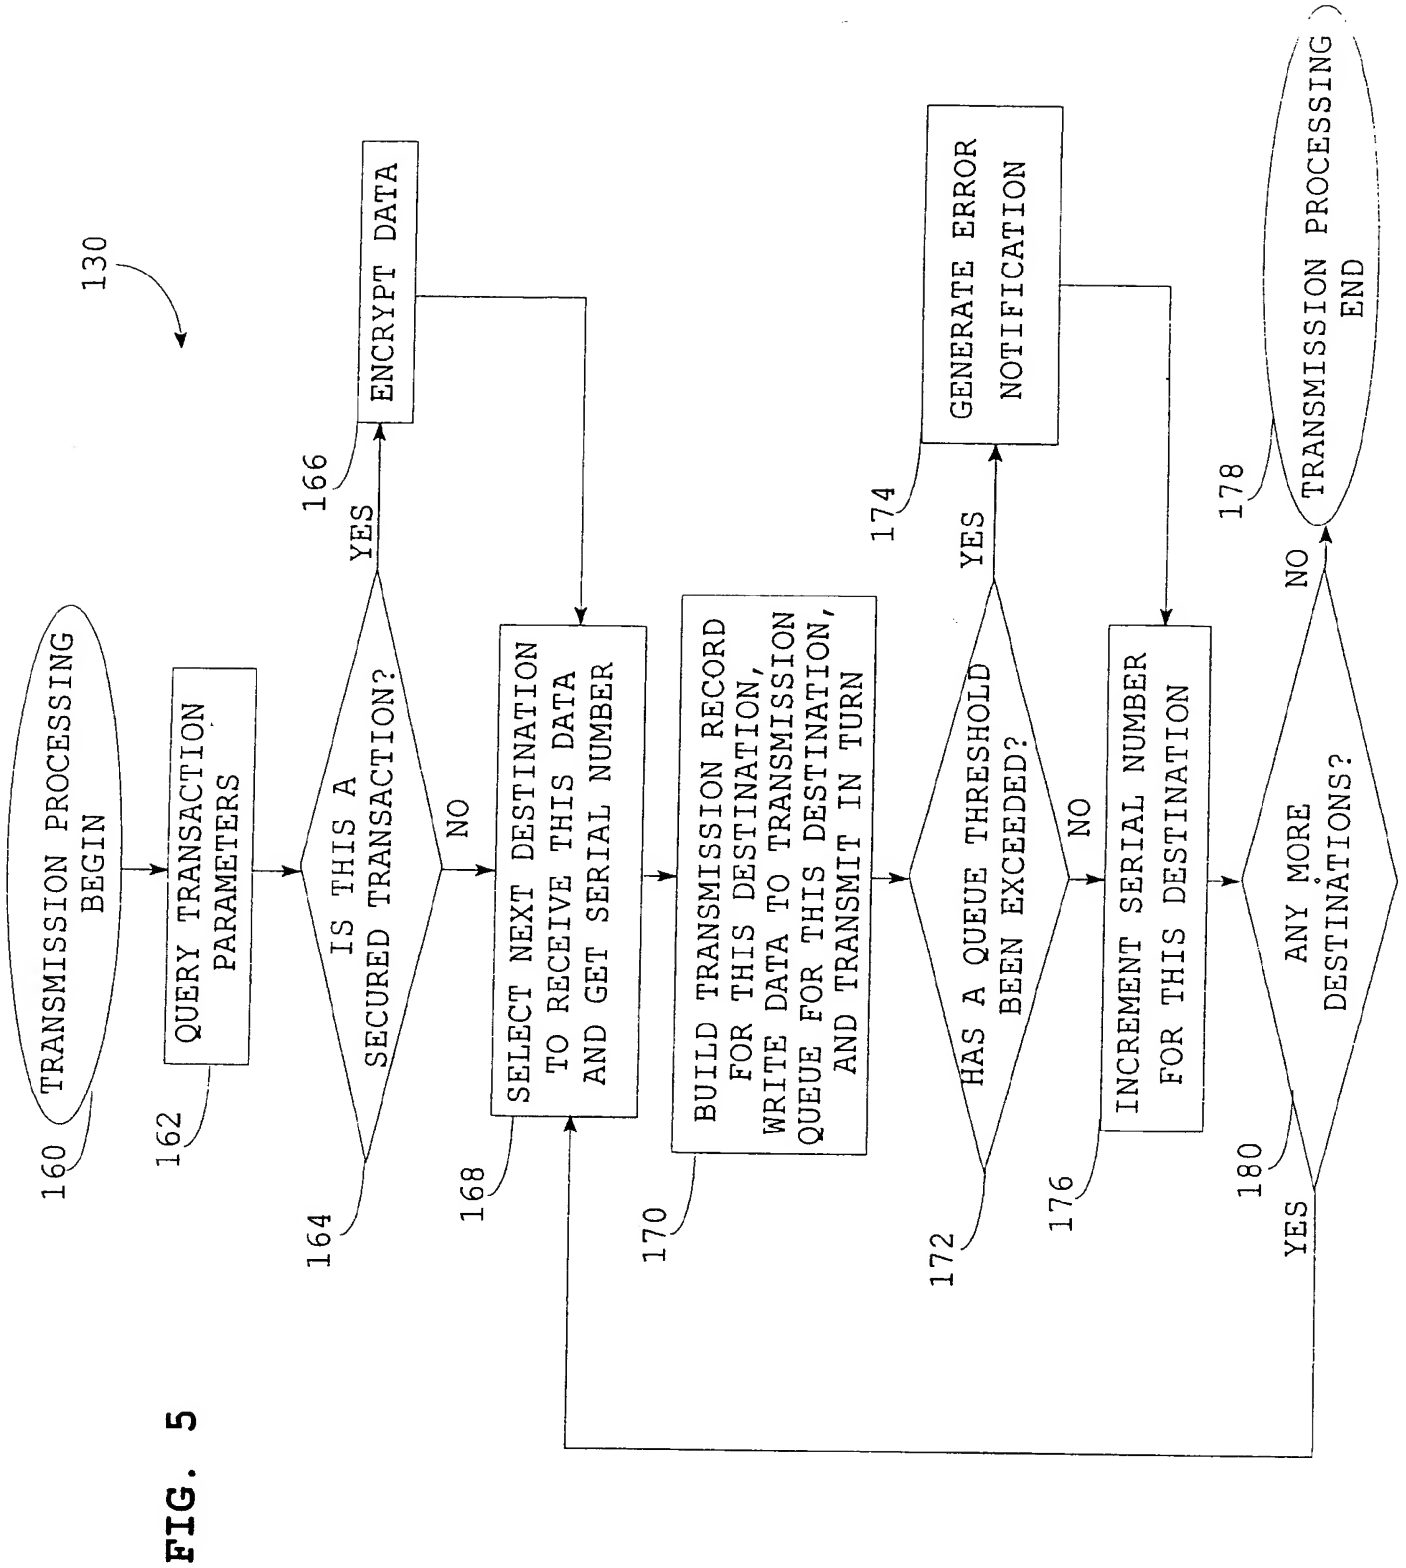 FIG. 5
130
160
TRANSMISSION PROCESSING
BEGIN
162
QUERY TRANSACTION
PARAMETERS
164
IS THIS A
SECURED TRANSACTION?
YES
NO
166
ENCRYPT DATA
168
SELECT NEXT DESTINATION
TO RECEIVE THIS DATA
AND GET SERIAL NUMBER
170
BUILD TRANSMISSION RECORD
FOR THIS DESTINATION,
WRITE DATA TO TRANSMISSION
QUEUE FOR THIS DESTINATION,
AND TRANSMIT IN TURN
172
HAS A QUEUE THRESHOLD
BEEN EXCEEDED?
YES
NO
174
GENERATE ERROR
NOTIFICATION
176
INCREMENT SERIAL NUMBER
FOR THIS DESTINATION
180
ANY MORE
DESTINATIONS?
YES
NO
178
TRANSMISSION PROCESSING
END